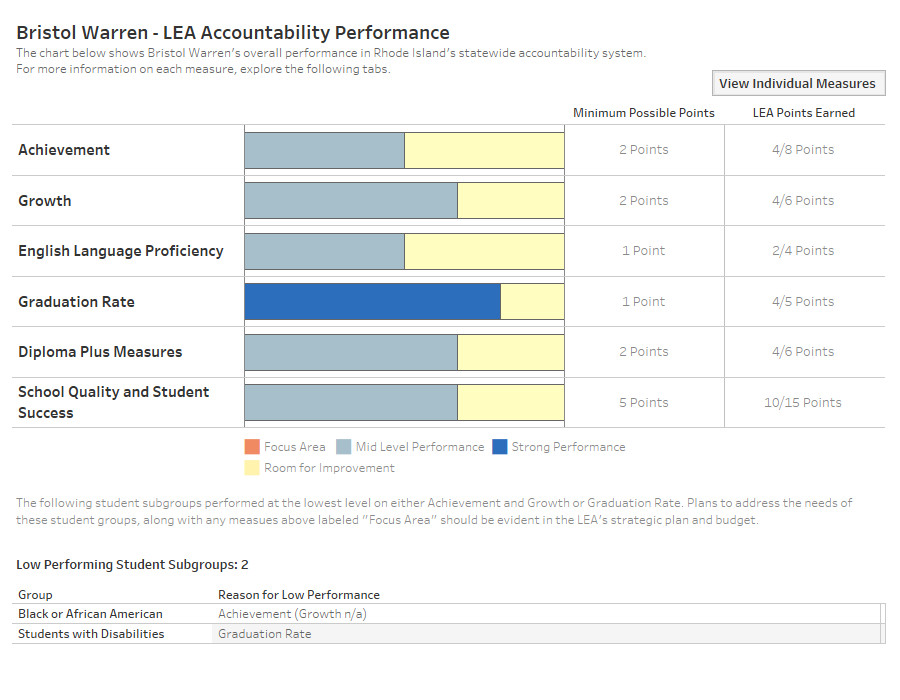 Bristol Warren - LEA Accountability Performance
The chart below shows Bristol Warren's overall performance in Rhode Island's statewide accountability system.
For more information on each measure, explore the following tabs.
View Individual Measures
Minimum Possible Points LEA Points Earned
Achievement 2 Points 4/8 Points
Growth 2 Points 4/6 Points
English Language Proficiency 1 Point 2/4 Points
Graduation Rate 1 Point 4/5 Points
Diploma Plus Measures 2 Points 4/6 Points
School Quality and Student
Success 5 Points 10/15 Points
Focus Area Mid Level Performance Strong Performance
Room for Improvement
The following student subgroups performed at the lowest level on either Achievement and Growth or Graduation Rate. Plans to address the needs of
these student groups, along with any measues above labeled "Focus Area" should be evident in the LEA's strategic plan and budget.
Low Performing Student Subgroups: 2
Group Reason for Low Performance
Black or African American Achievement (Growth n/a)
Students with Disabilities Graduation Rate